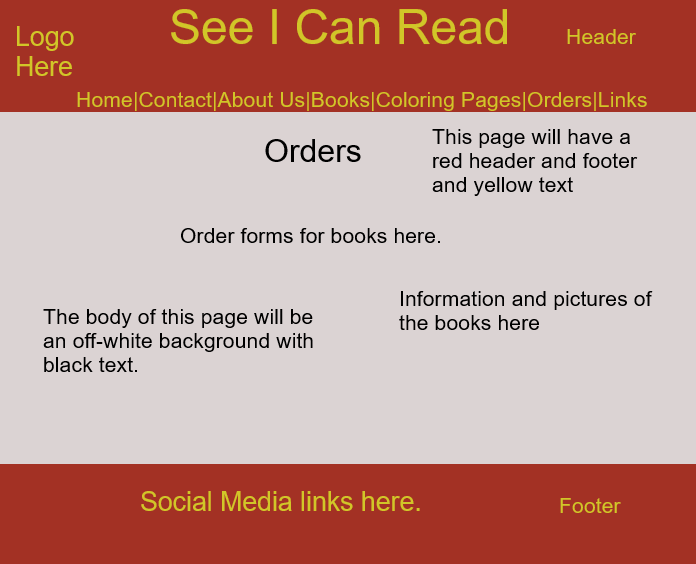 See I Can Read
Logo
Here
Header
Home|Contact|About Us|Books|Coloring Pages|Orders|Links
Orders
This page will have a
red header and footer
and yellow text
Order forms for books here.
Information and pictures of
the books here
The body of this page will be
an off-white background with
black text.
Social Media links here.
Footer